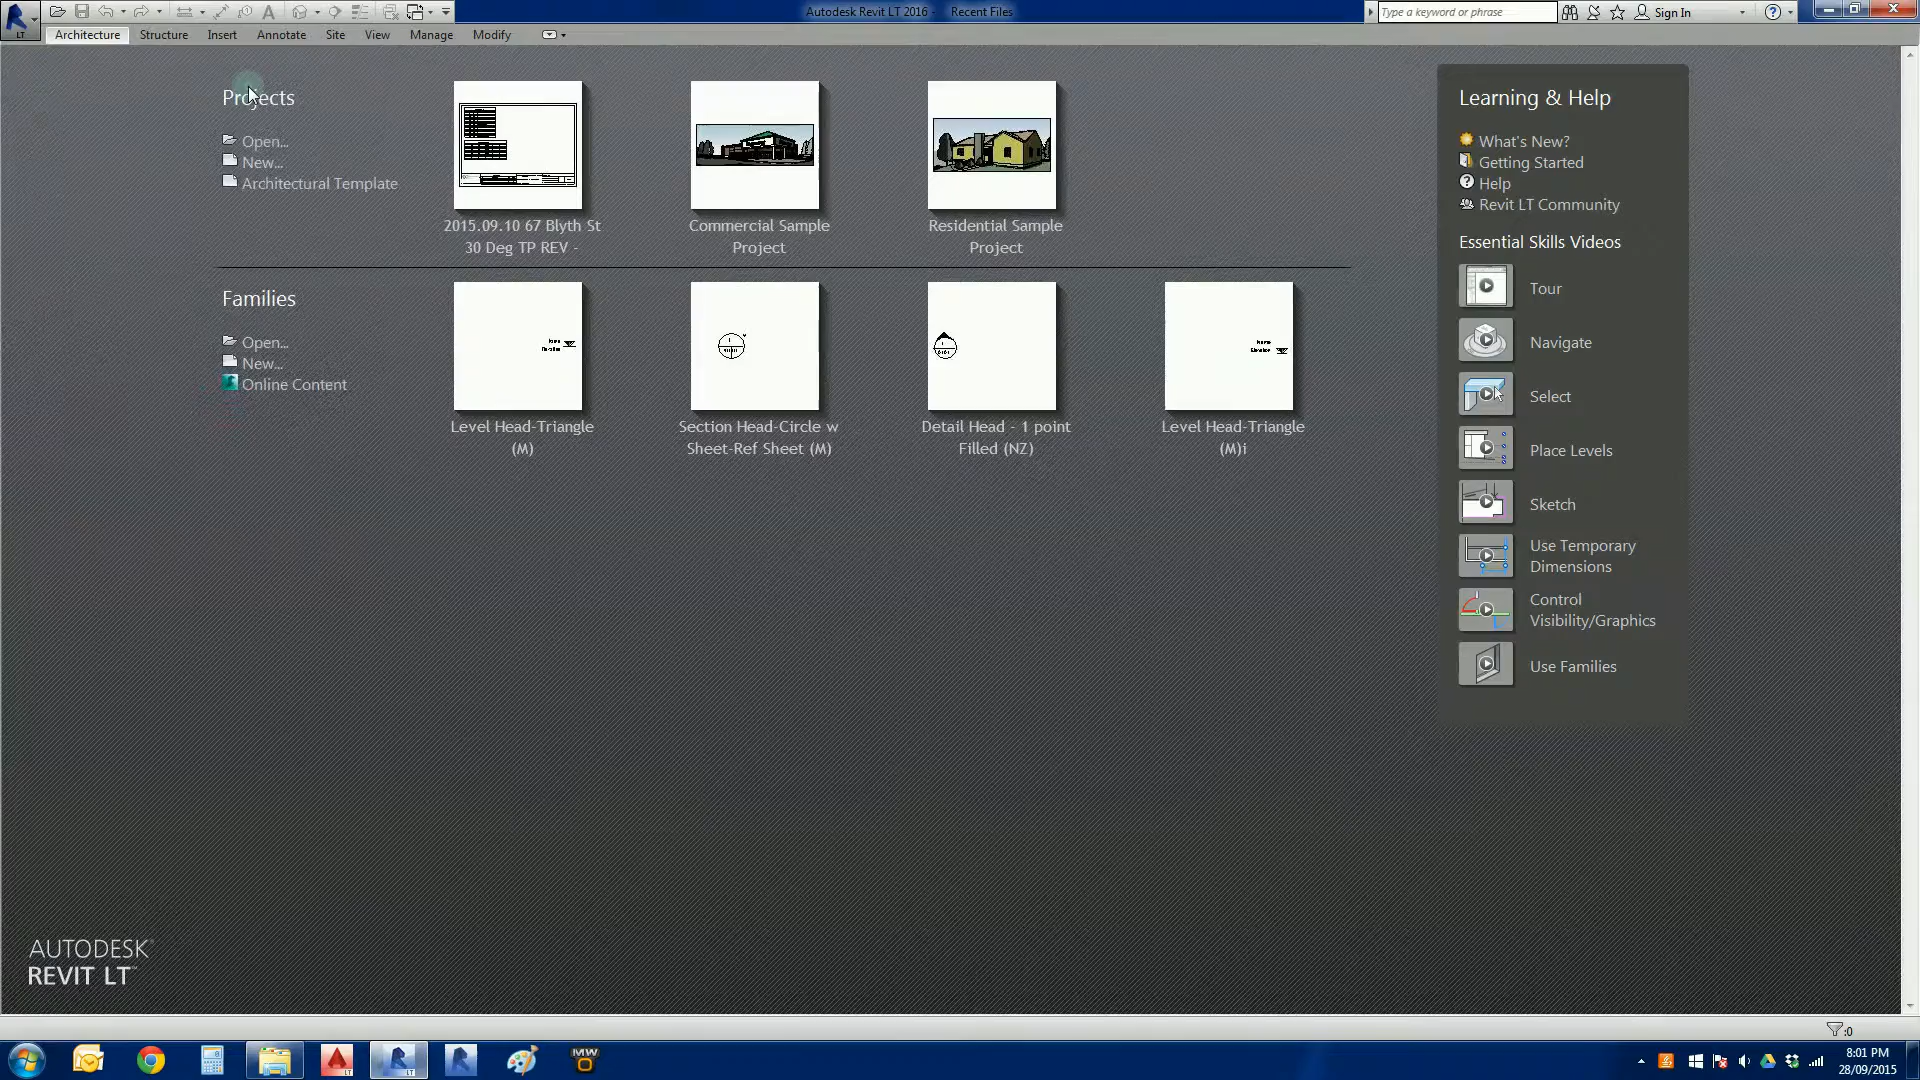 Autodesk Revit LT 2016 - Recent Files
Type a keyword or phrase
Sign In
LT
Architecture Structure Insert Annotate Site View Manage Modify
Projects
Open...
New...
Architectural Template
2015.09.10 67 Blyth St
30 Deg TP REV -
Commercial Sample
Project
Residential Sample
Project
Families
Open...
New...
Online Content
Level Head-Triangle
(M)
Section Head-Circle w
Sheet-Ref Sheet (M)
Detail Head - 1 point
Filled (NZ)
Level Head-Triangle
(M)i
Learning & Help
What's New?
Getting Started
Help
Revit LT Community
Essential Skills Videos
Tour
Navigate
Select
Place Levels
Sketch
Use Temporary
Dimensions
Control
Visibility/Graphics
Use Families
AUTODESK
REVIT LT™
:0
LT
LT
MW
8:01 PM
28/09/2015